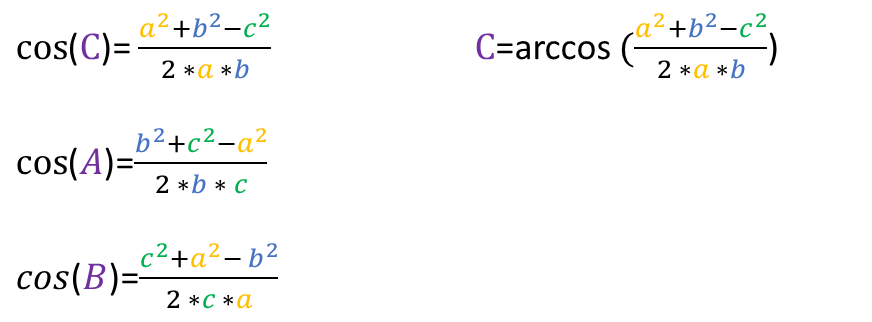 cos(C)= a²+b²−c² / 2 *a *b
C=arccos (a²+b²−c² / 2 *a *b)
cos(A)= b²+c²−a² / 2 *b * c
cos(B)= c²+a²− b² / 2 *c *a